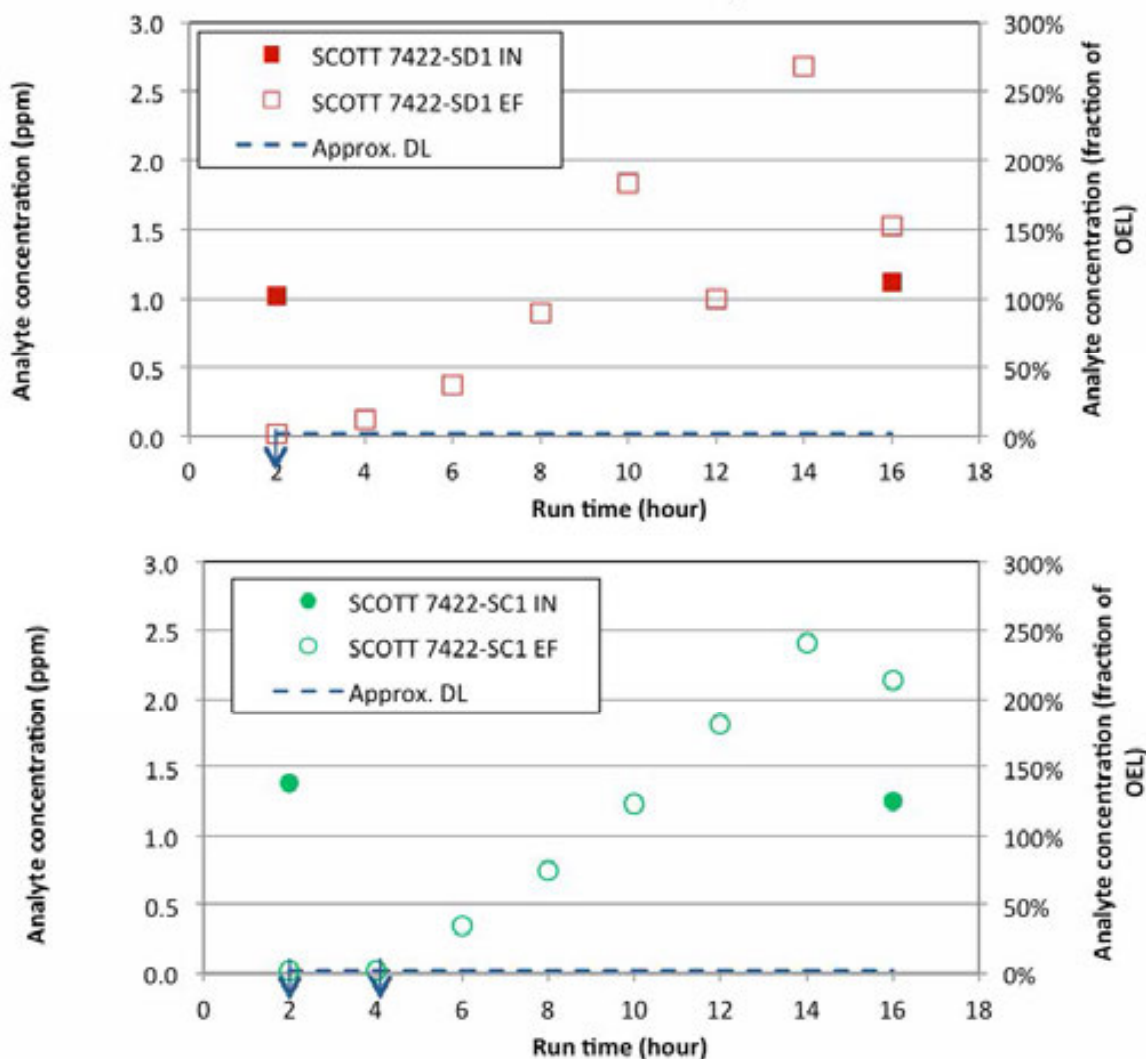 3.0
2.5
2.0
1.5
1.0
0.5
0.0
300%
250%
200%
150%
100%
50%
0%
SCOTT 7422-SD1 IN
SCOTT 7422-SD1 EF
Approx. DL
0 2 4 6 8 10 12 14 16 18
Run time (hour)
Analyte concentration (ppm)
Analyte concentration (fraction of
OEL)
3.0
2.5
2.0
1.5
1.0
0.5
0.0
300%
250%
200%
150%
100%
50%
0%
SCOTT 7422-SC1 IN
SCOTT 7422-SC1 EF
Approx. DL
0 2 4 6 8 10 12 14 16 18
Run time (hour)
Analyte concentration (ppm)
Analyte concentration (fraction of
OEL)